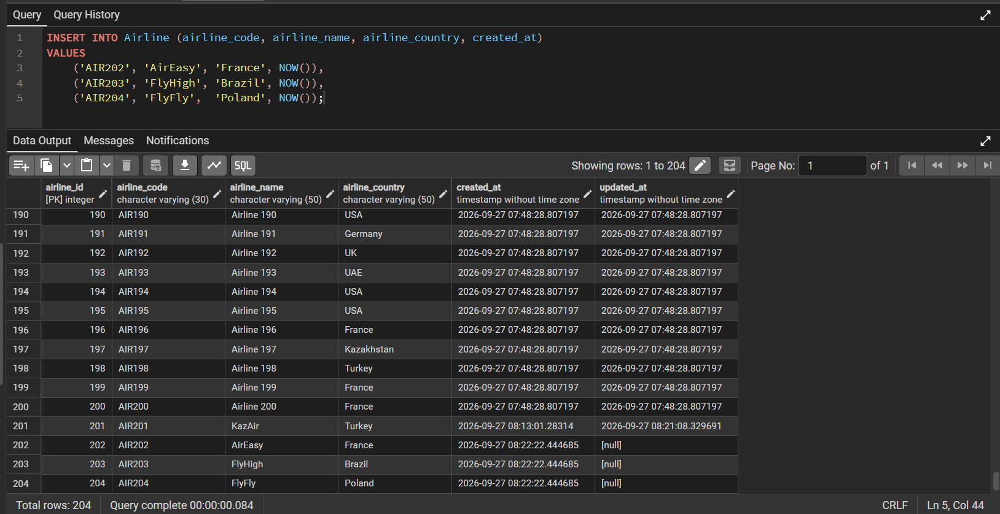 Query Query History
1 INSERT INTO Airline (airline_code, airline_name, airline_country, created_at)
2 VALUES
3 ('AIR202', 'AirEasy', 'France', NOW()),
4 ('AIR203', 'FlyHigh', 'Brazil', NOW()),
5 ('AIR204', 'FlyFly',  'Poland', NOW());
Data Output Messages Notifications
SQL Showing rows: 1 to 204 Page No: 1 of 1
airline_id airline_code airline_name airline_country created_at updated_at
[PK] integer character varying (30) character varying (50) character varying (50) timestamp without time zone timestamp without time zone
190 190 AIR190 Airline 190 USA 2026-09-27 07:48:28.807197 2026-09-27 07:48:28.807197
191 191 AIR191 Airline 191 Germany 2026-09-27 07:48:28.807197 2026-09-27 07:48:28.807197
192 192 AIR192 Airline 192 UK 2026-09-27 07:48:28.807197 2026-09-27 07:48:28.807197
193 193 AIR193 Airline 193 UAE 2026-09-27 07:48:28.807197 2026-09-27 07:48:28.807197
194 194 AIR194 Airline 194 USA 2026-09-27 07:48:28.807197 2026-09-27 07:48:28.807197
195 195 AIR195 Airline 195 USA 2026-09-27 07:48:28.807197 2026-09-27 07:48:28.807197
196 196 AIR196 Airline 196 France 2026-09-27 07:48:28.807197 2026-09-27 07:48:28.807197
197 197 AIR197 Airline 197 Kazakhstan 2026-09-27 07:48:28.807197 2026-09-27 07:48:28.807197
198 198 AIR198 Airline 198 Turkey 2026-09-27 07:48:28.807197 2026-09-27 07:48:28.807197
199 199 AIR199 Airline 199 France 2026-09-27 07:48:28.807197 2026-09-27 07:48:28.807197
200 200 AIR200 Airline 200 France 2026-09-27 07:48:28.807197 2026-09-27 07:48:28.807197
201 201 AIR201 KazAir Turkey 2026-09-27 08:13:01.28314 2026-09-27 08:21:08.329691
202 202 AIR202 AirEasy France 2026-09-27 08:22:22.444685 [null]
203 203 AIR203 FlyHigh Brazil 2026-09-27 08:22:22.444685 [null]
204 204 AIR204 FlyFly Poland 2026-09-27 08:22:22.444685 [null]
Total rows: 204 Query complete 00:00:00.084 CRLF Ln 5, Col 44